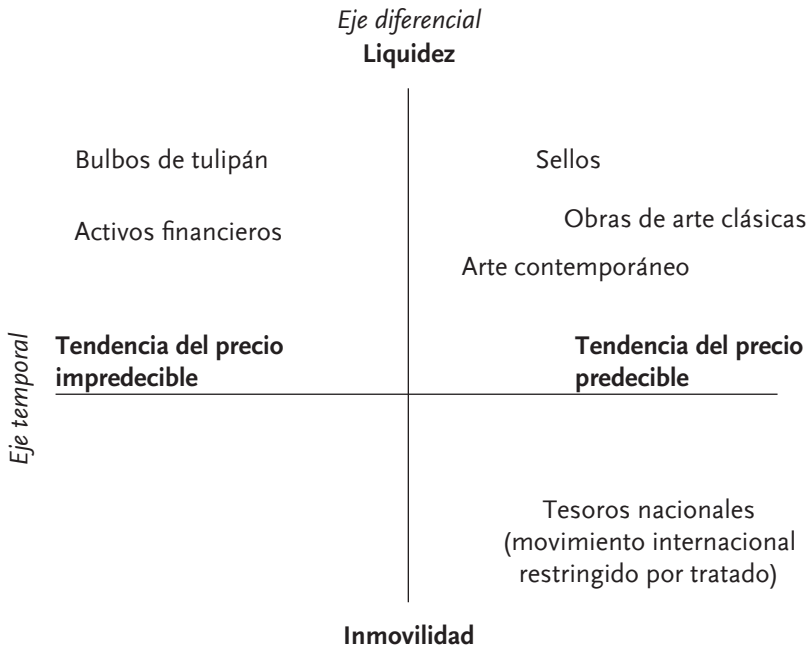 Eje diferencial
Liquidez
Bulbos de tulipán
Sellos
Activos financieros
Obras de arte clásicas
Arte contemporáneo
Eje temporal
Tendencia del precio
impredecible
Tendencia del precio
predecible
Tesoros nacionales
(movimiento internacional
restringido por tratado)
Inmovilidad